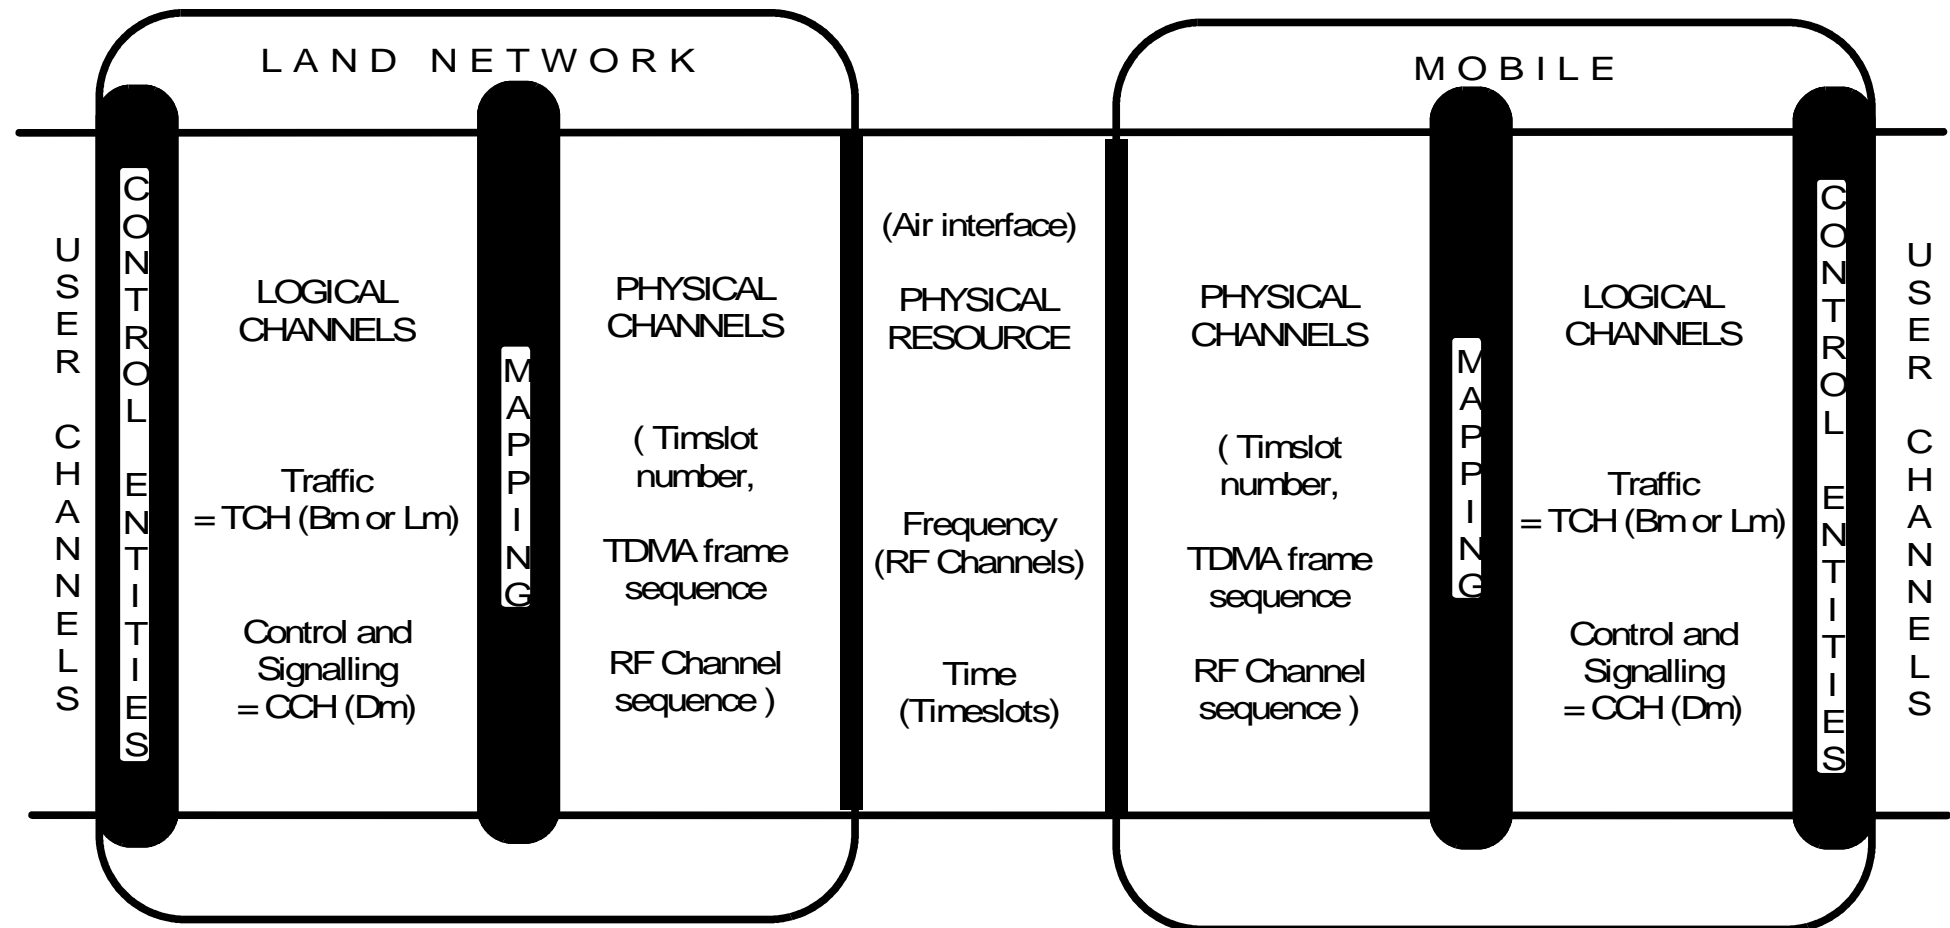 LAND NETWORK
MOBILE
USER CHANNELS
CONTROL ENTITIES
LOGICAL
CHANNELS
Traffic
= TCH (Bm or Lm)
Control and
Signalling
= CCH (Dm)
MAPPING
PHYSICAL
CHANNELS
( Timslot
number,
TDMA frame
sequence
RF Channel
sequence )
(Air interface)
PHYSICAL
RESOURCE
Frequency
(RF Channels)
Time
(Timeslots)
PHYSICAL
CHANNELS
( Timslot
number,
TDMA frame
sequence
RF Channel
sequence )
MAPPING
LOGICAL
CHANNELS
Traffic
= TCH (Bm or Lm)
Control and
Signalling
= CCH (Dm)
CONTROL ENTITIES
USER CHANNELS